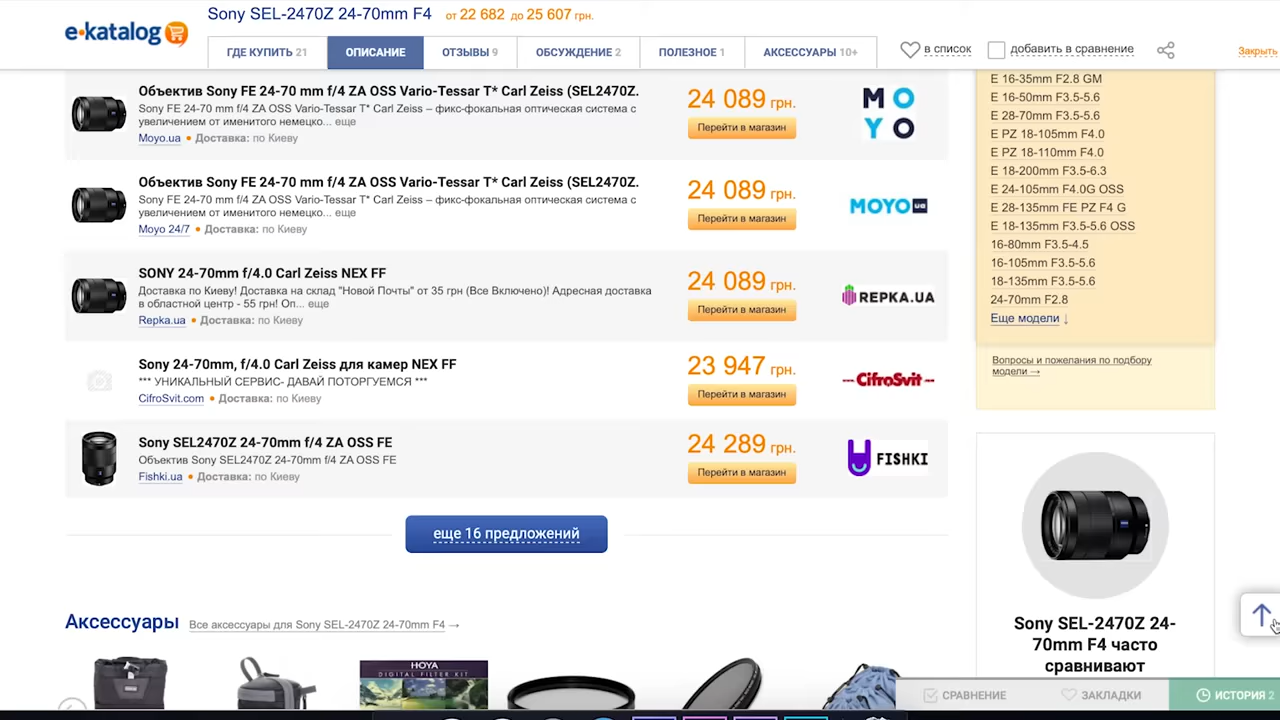 e·katalog
Sony SEL-2470Z 24-70mm F4 от 22 682 до 25 607 грн.
ГДЕ КУПИТЬ 21 ОПИСАНИЕ ОТЗЫВЫ 9 ОБСУЖДЕНИЕ 2 ПОЛЕЗНОЕ 1 АКСЕССУАРЫ 10+
в список добавить в сравнение
Закрыть
Объектив Sony FE 24-70 mm f/4 ZA OSS Vario-Tessar T* Carl Zeiss (SEL2470Z.
Sony FE 24-70 mm f/4 ZA OSS Vario-Tessar T* Carl Zeiss – фикс-фокальная оптическая система с
увеличением от именитого немецко... еще
Moyo.ua • Доставка: по Киеву
24 089 грн.
Перейти в магазин
MO
YO
Объектив Sony FE 24-70 mm f/4 ZA OSS Vario-Tessar T* Carl Zeiss (SEL2470Z.
Sony FE 24-70 mm f/4 ZA OSS Vario-Tessar T* Carl Zeiss – фикс-фокальная оптическая система с
увеличением от именитого немецко... еще
Moyo 24/7 • Доставка: по Киеву
24 089 грн.
Перейти в магазин
MOYO ua
SONY 24-70mm f/4.0 Carl Zeiss NEX FF
Доставка по Киеву! Доставка на склад "Новой Почты" от 35 грн (Все Включено)! Адресная доставка
в областной центр - 55 грн! Оп... еще
Repka.ua • Доставка: по Киеву
24 089 грн.
Перейти в магазин
REPKA.UA
Sony 24-70mm, f/4.0 Carl Zeiss для камер NEX FF
*** УНИКАЛЬНЫЙ СЕРВИС- ДАВАЙ ПОТОРГУЕМСЯ ***
CifroSvit.com • Доставка: по Киеву
23 947 грн.
Перейти в магазин
CifroSvit
Sony SEL2470Z 24-70mm f/4 ZA OSS FE
Объектив Sony SEL2470Z 24-70mm f/4 ZA OSS FE
Fishki.ua • Доставка: по Киеву
24 289 грн.
Перейти в магазин
FISHKI
еще 16 предложений
Аксессуары Все аксессуары для Sony SEL-2470Z 24-70mm F4 →
HOYA
DIGITAL FILTER KIT
E 16-35mm F2.8 GM
E 16-50mm F3.5-5.6
E 28-70mm F3.5-5.6
E PZ 18-105mm F4.0
E PZ 18-110mm F4.0
E 18-200mm F3.5-6.3
E 24-105mm F4.0G OSS
E 28-135mm FE PZ F4 G
E 18-135mm F3.5-5.6 OSS
16-80mm F3.5-4.5
16-105mm F3.5-5.6
18-135mm F3.5-5.6
24-70mm F2.8
Еще модели ↓
Вопросы и пожелания по подбору
модели →
Sony SEL-2470Z 24-
70mm F4 часто
сравнивают
СРАВНЕНИЕ ЗАКЛАДКИ ИСТОРИЯ 2